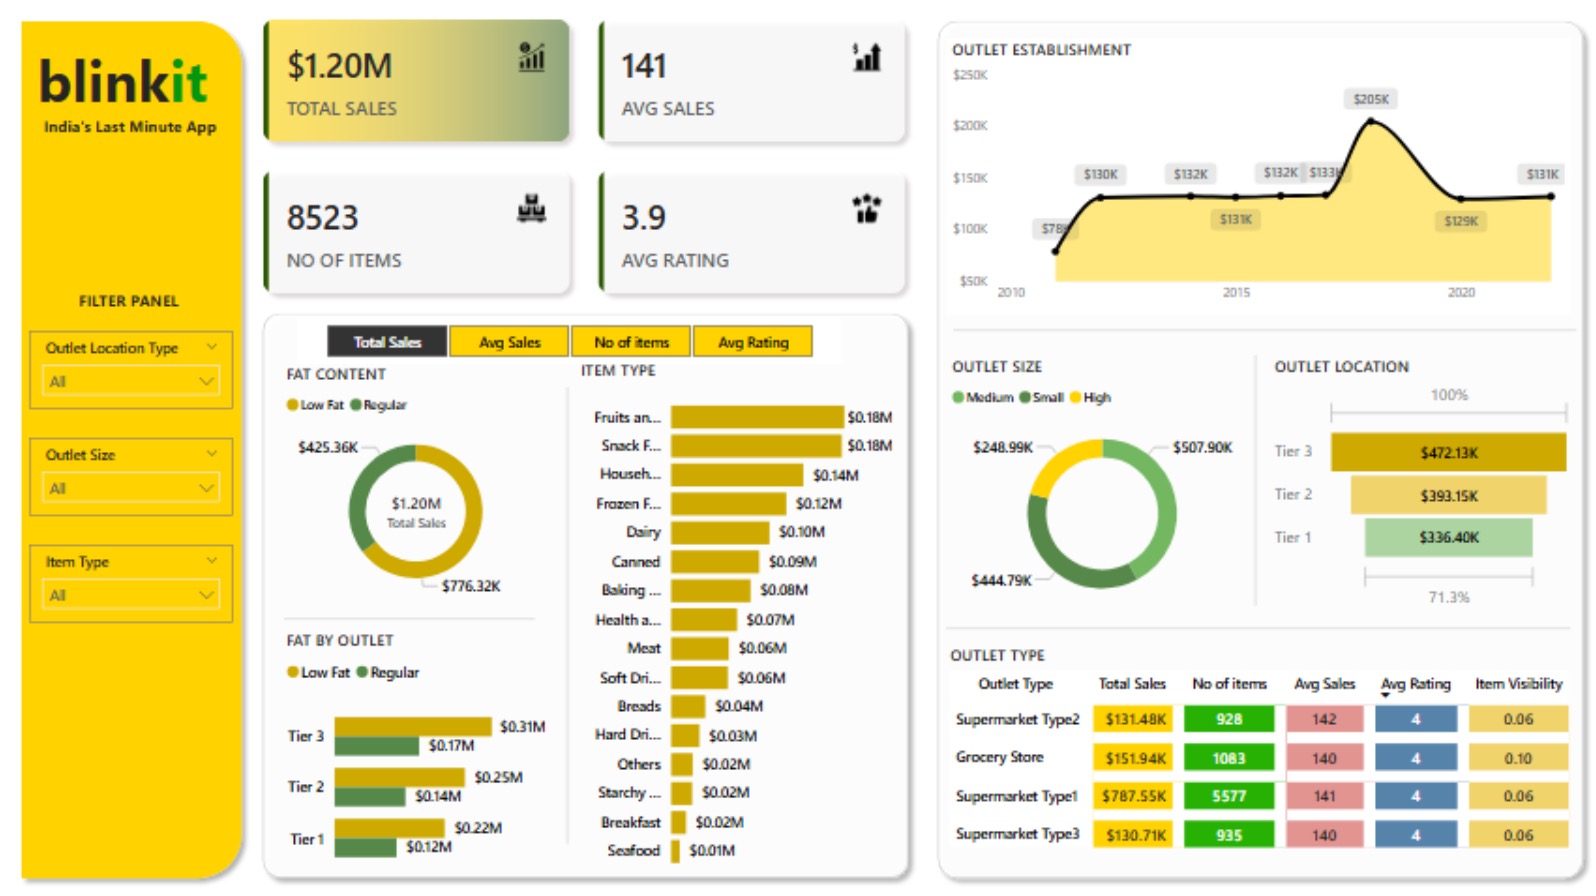 blinkit
India's Last Minute App
FILTER PANEL
Outlet Location Type
All
Outlet Size
All
Item Type
All
$1.20M
TOTAL SALES
141
AVG SALES
8523
NO OF ITEMS
3.9
AVG RATING
Total Sales Avg Sales No of items Avg Rating
FAT CONTENT
Low Fat Regular
$425.36K
$1.20M
Total Sales
$776.32K
FAT BY OUTLET
Low Fat Regular
Tier 3 $0.31M
$0.17M
Tier 2 $0.25M
$0.14M
Tier 1 $0.22M
$0.12M
ITEM TYPE
Fruits an... $0.18M
Snack F... $0.18M
Househ... $0.14M
Frozen F... $0.12M
Dairy $0.10M
Canned $0.09M
Baking ... $0.08M
Health a... $0.07M
Meat $0.06M
Soft Dri... $0.06M
Breads $0.04M
Hard Dri... $0.03M
Others $0.02M
Starchy ... $0.02M
Breakfast $0.02M
Seafood $0.01M
OUTLET ESTABLISHMENT
$250K
$200K
$150K
$100K
$50K
$78K $130K $132K $131K $132K $133K $205K $129K $131K
2010 2015 2020
OUTLET SIZE
Medium Small High
$248.99K $507.90K
$444.79K
OUTLET LOCATION
100%
Tier 3 $472.13K
Tier 2 $393.15K
Tier 1 $336.40K
71.3%
OUTLET TYPE
Outlet Type Total Sales No of items Avg Sales Avg Rating Item Visibility
Supermarket Type2 $131.48K 928 142 4 0.06
Grocery Store $151.94K 1083 140 4 0.10
Supermarket Type1 $787.55K 5577 141 4 0.06
Supermarket Type3 $130.71K 935 140 4 0.06